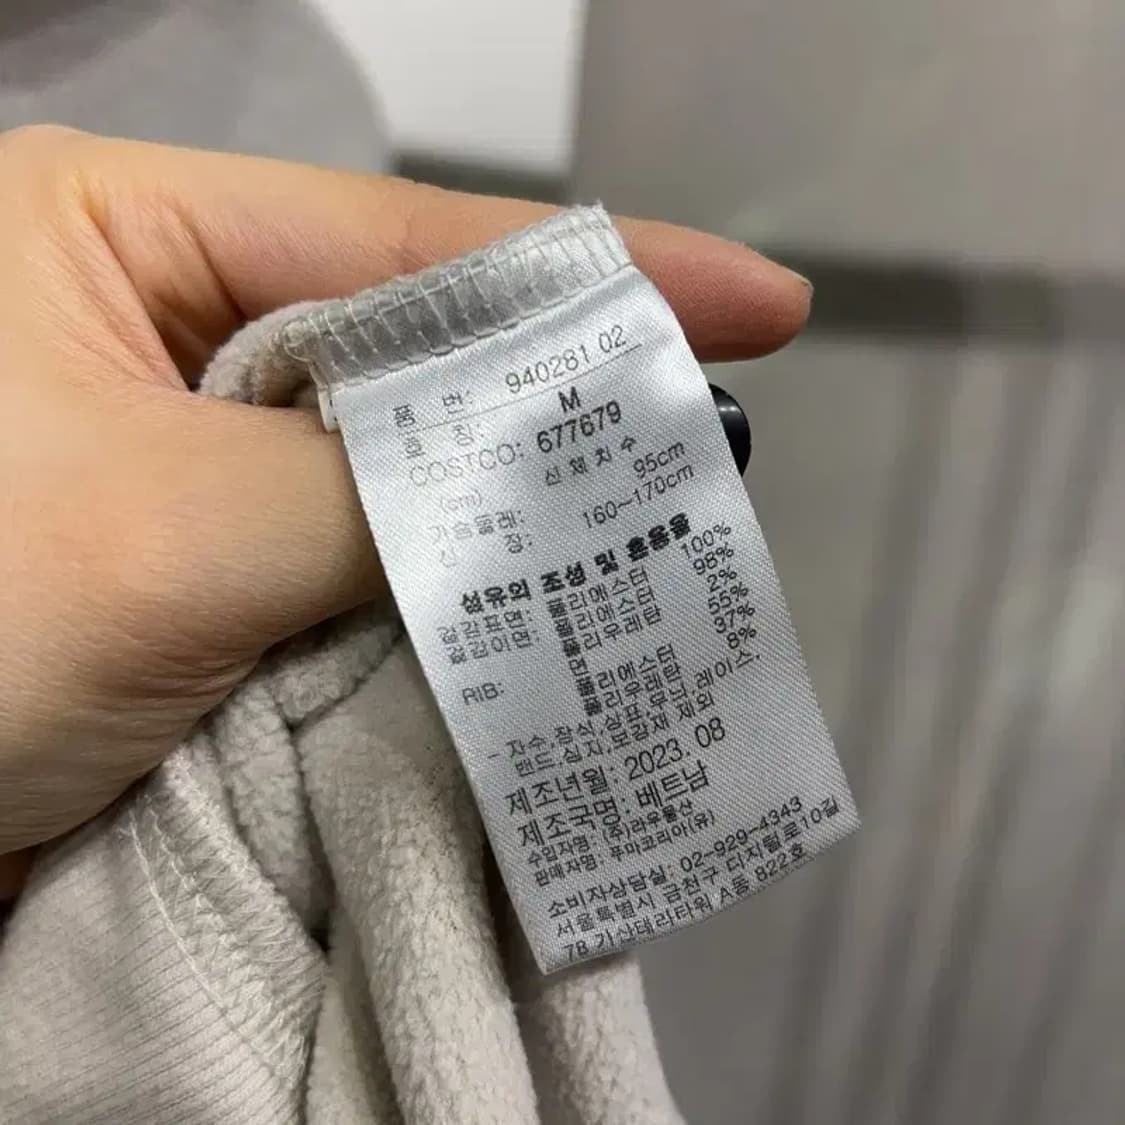 품 번: 940281 02
호 칭: M
COSTCO: 677679
신체치수
(cm)
가슴둘레: 95cm
신 장: 160~170cm
섬유의 조성 및 혼용율
겉감표면: 폴리에스터 100%
겉감이면: 폴리에스터 98%
폴리우레탄 2%
RIB: 면 55%
폴리에스터 37%
폴리우레탄 8%
- 자수,장식,상표,무늬,레이스,
밴드,심지,보강재 제외
제조년월: 2023. 08
제조국명: 베트남
수입자명: (주)라우물산
판매자명: 푸마코리아(유)
소비자상담실: 02-929-4343
서울특별시 금천구 디지털로10길
78 가산테라타워 A동 822호